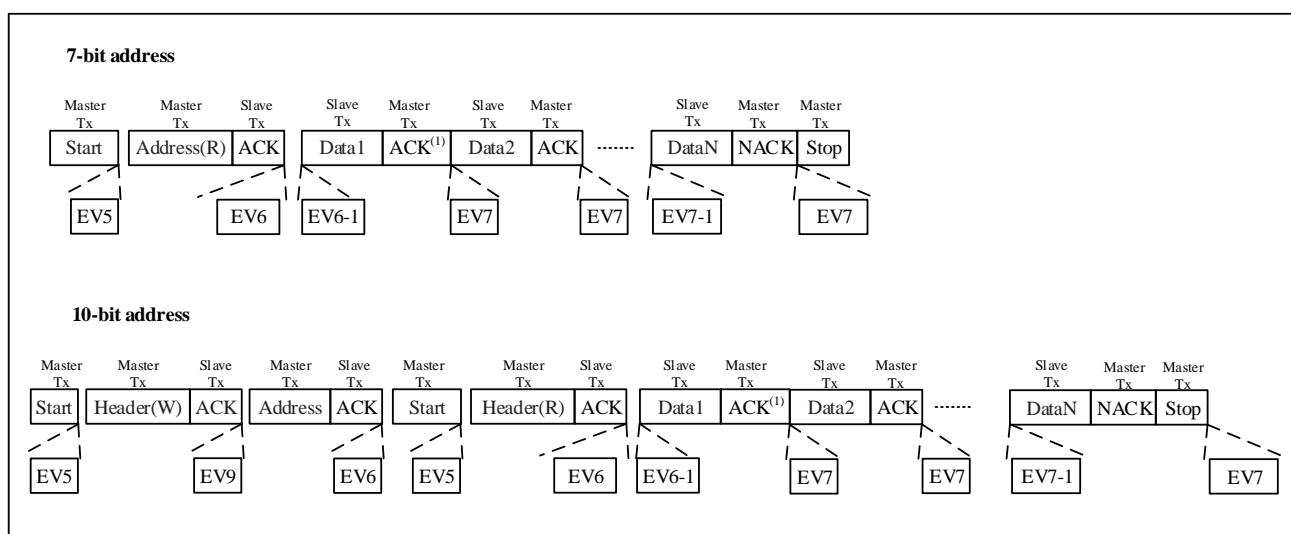 7-bit address
Master Master Slave Slave Master Slave Master Slave Master Master
Tx Tx Tx Tx Tx Tx Tx Tx Tx Tx
Start Address(R) ACK Data1 ACK(1) Data2 ACK ...... DataN NACK Stop
EV5 EV6 EV6-1 EV7 EV7 EV7-1 EV7
10-bit address
Master Master Slave Master Slave Master Master Slave Slave Master Slave Master Slave Master Master
Tx Tx Tx Tx Tx Tx Tx Tx Tx Tx Tx Tx Tx Tx Tx
Start Header(W) ACK Address ACK Start Header(R) ACK Data1 ACK(1) Data2 ACK ........ DataN NACK Stop
EV5 EV9 EV6 EV5 EV6 EV6-1 EV7 EV7 EV7-1 EV7